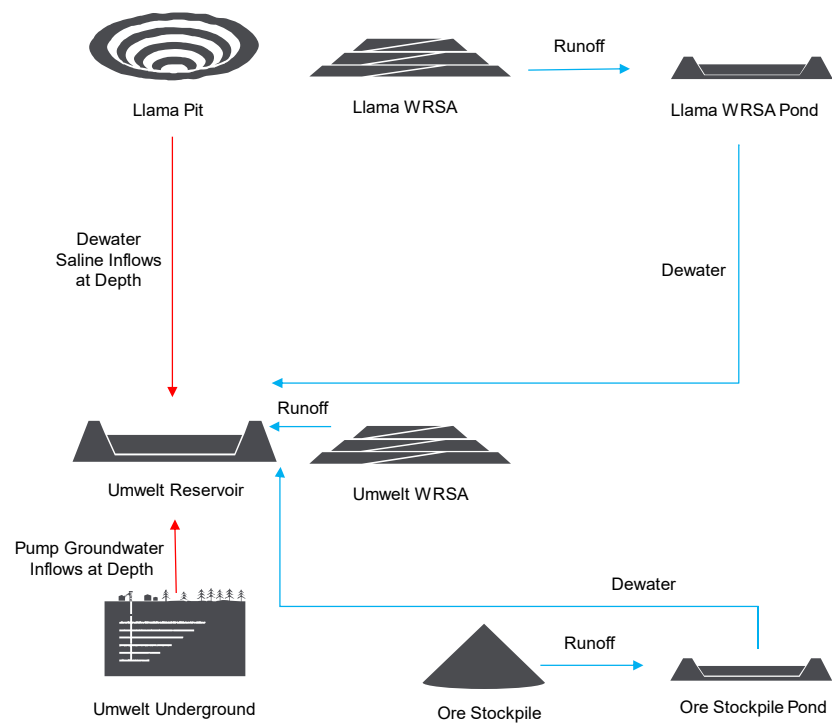 Runoff
Llama Pit
Llama WRSA
Llama WRSA Pond
Dewater
Saline Inflows
at Depth
Dewater
Runoff
Umwelt Reservoir
Umwelt WRSA
Pump Groundwater
Inflows at Depth
Dewater
Runoff
Umwelt Underground
Ore Stockpile
Ore Stockpile Pond